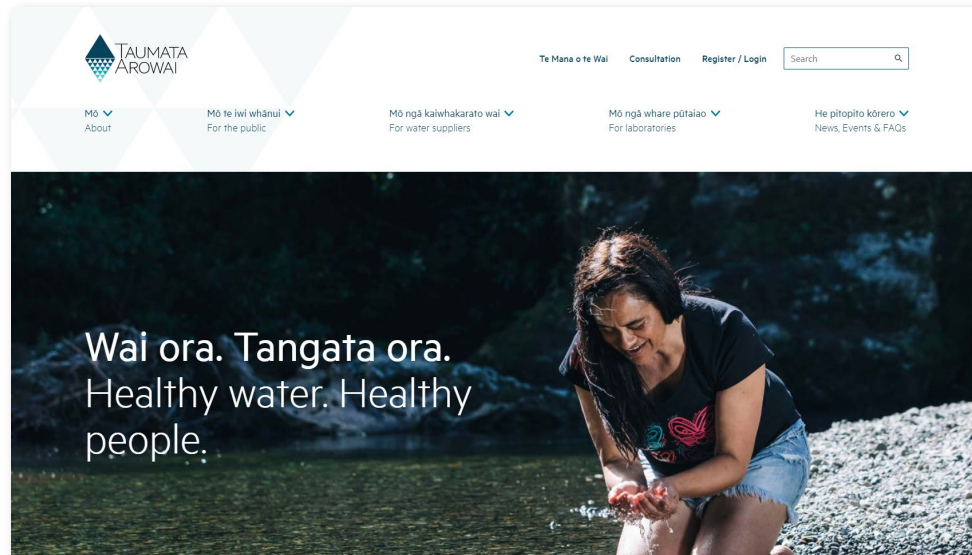 TAUMATA
AROWAI
Te Mana o te Wai Consultation Register / Login Search
Mō Mō te iwi whānui Mō ngā kaiwhakarato wai Mō ngā whare pūtaiao He pitopito kōrero
About For the public For water suppliers For laboratories News, Events & FAQs
Wai ora. Tangata ora.
Healthy water. Healthy
people.